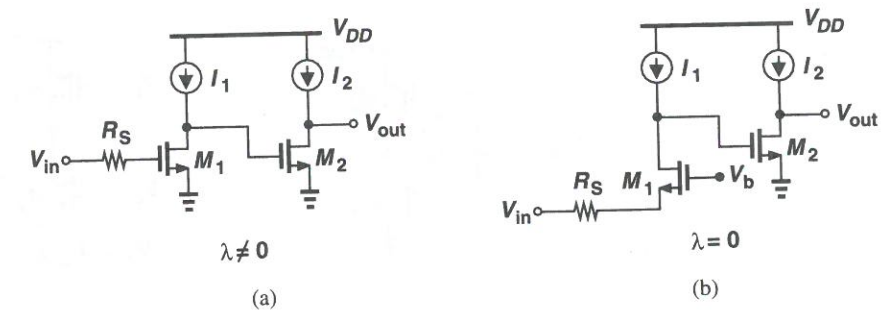 V_DD
I_1
I_2
V_out
R_S
V_in
M_1
M_2
λ ≠ 0
(a)
V_DD
I_1
I_2
V_out
M_2
R_S
M_1
V_b
V_in
λ = 0
(b)